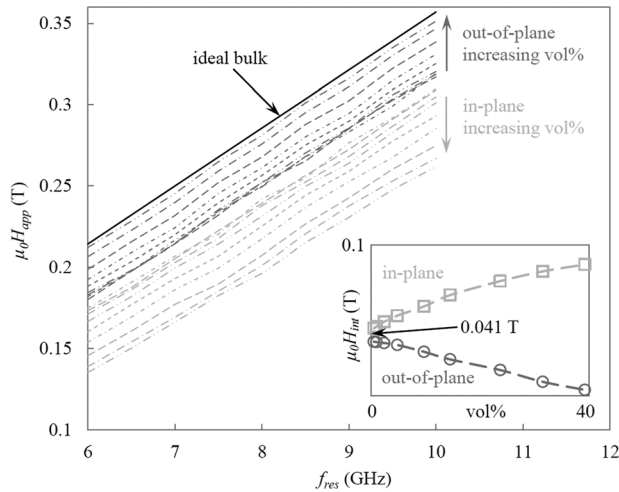 0.35
0.3
0.25
0.2
0.15
0.1
μ₀Happ (T)
6
7
8
9
10
11
12
fres (GHz)
ideal bulk
out-of-plane
increasing vol%
in-plane
increasing vol%
0.1
μ₀Hint (T)
in-plane
0.041 T
out-of-plane
0
vol%
40